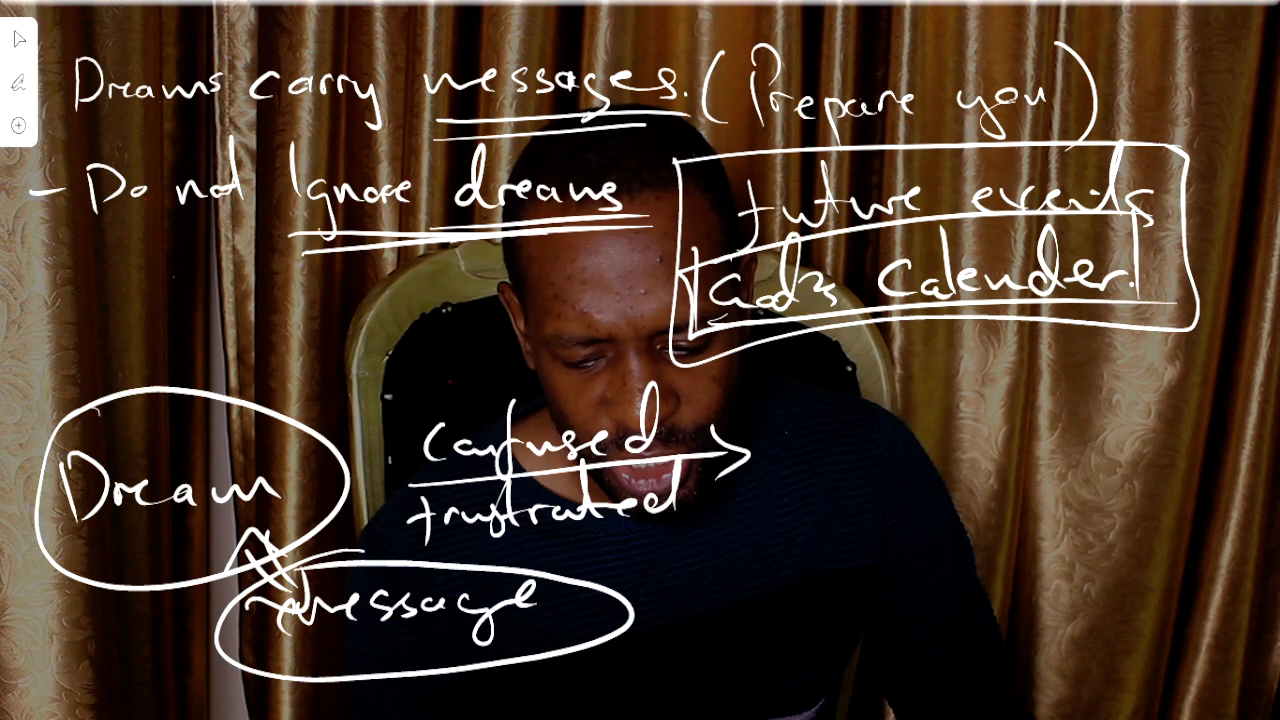 Dreams carry messages. (Prepare you)
- Do not Ignore dreams
future events
God's Calender!
Dream
confused
frustrated
Message